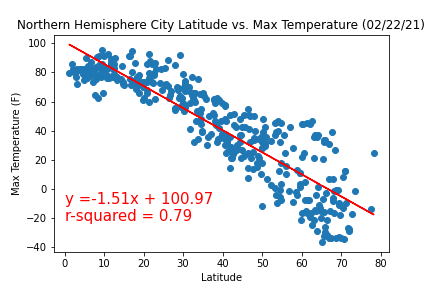 Northern Hemisphere City Latitude vs. Max Temperature (02/22/21)
100
80
60
40
20
0
−20
−40
Max Temperature (F)
y =-1.51x + 100.97
r-squared = 0.79
0 10 20 30 40 50 60 70 80
Latitude